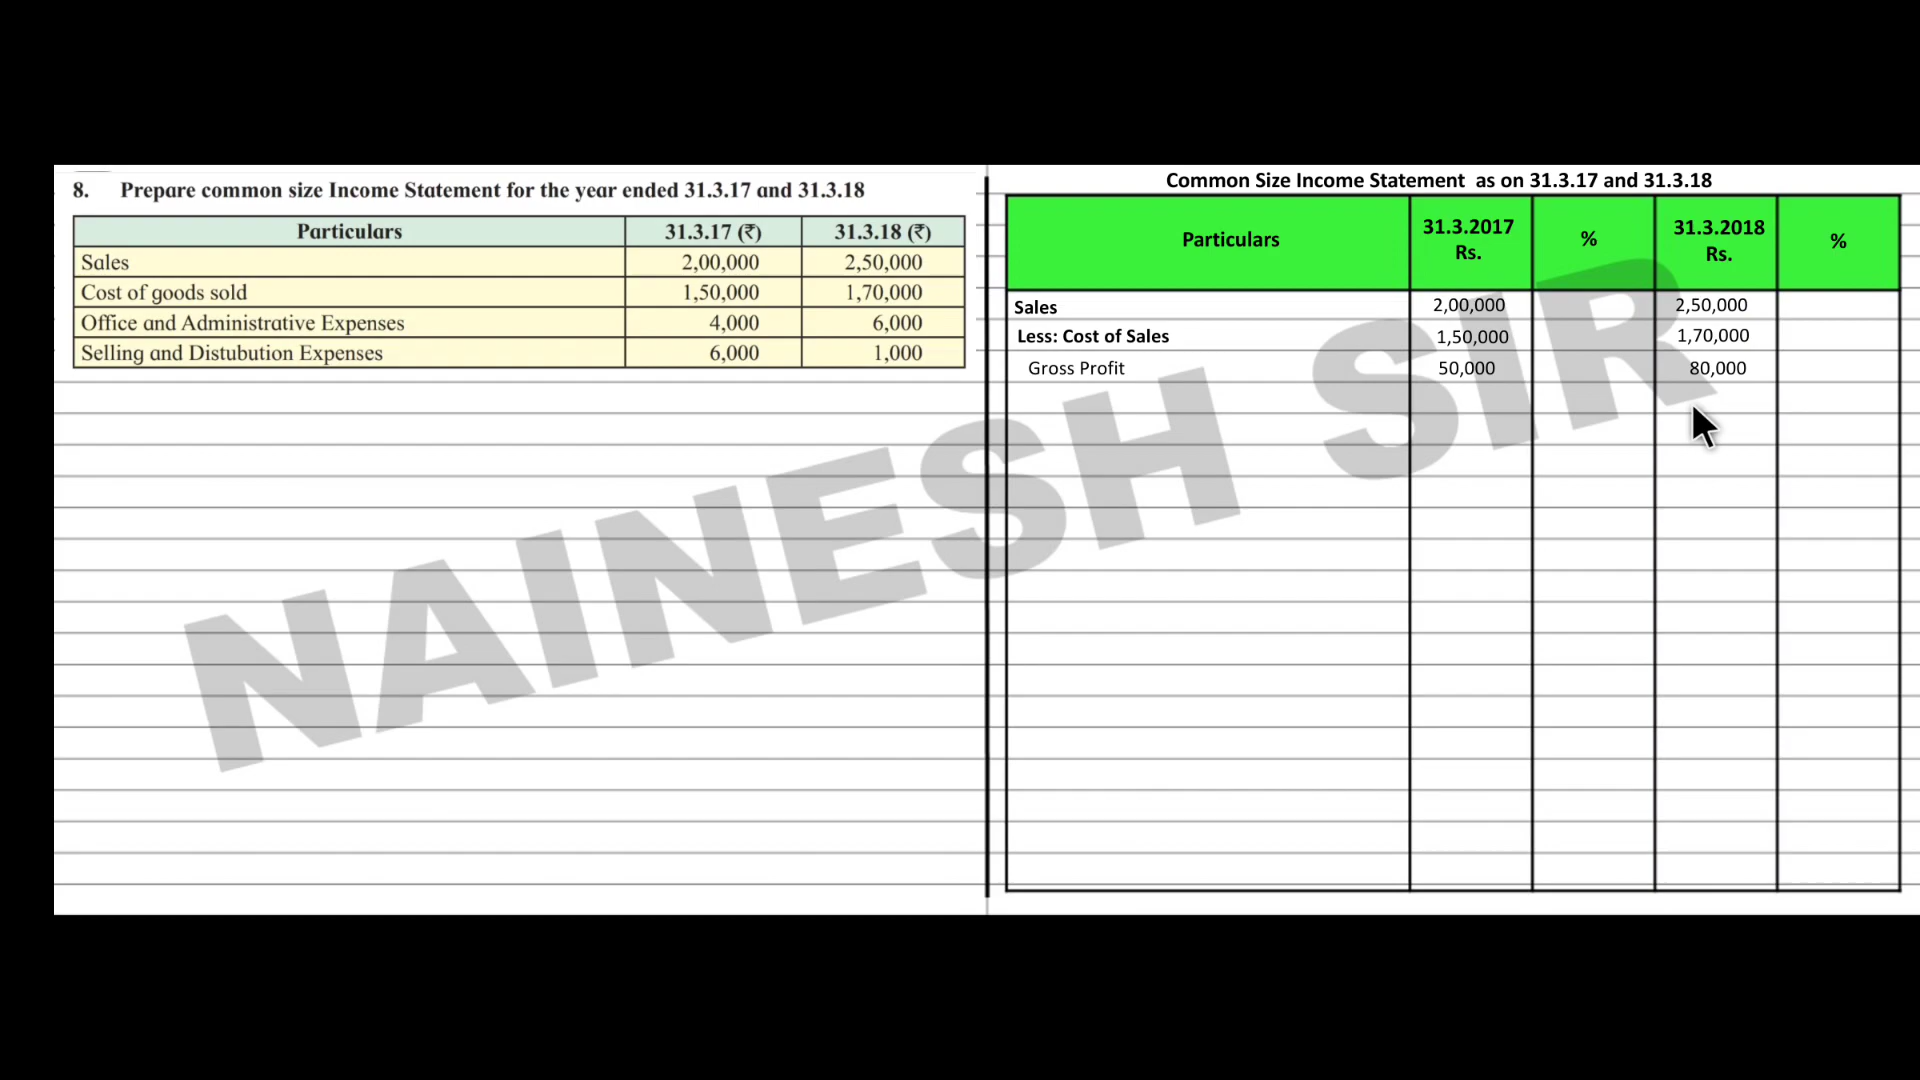 8. Prepare common size Income Statement for the year ended 31.3.17 and 31.3.18
Particulars 31.3.17 (₹) 31.3.18 (₹)
Sales 2,00,000 2,50,000
Cost of goods sold 1,50,000 1,70,000
Office and Administrative Expenses 4,000 6,000
Selling and Distubution Expenses 6,000 1,000
Common Size Income Statement as on 31.3.17 and 31.3.18
Particulars 31.3.2017 Rs. % 31.3.2018 Rs. %
Sales 2,00,000 2,50,000
Less: Cost of Sales 1,50,000 1,70,000
Gross Profit 50,000 80,000
NAINESH SIR